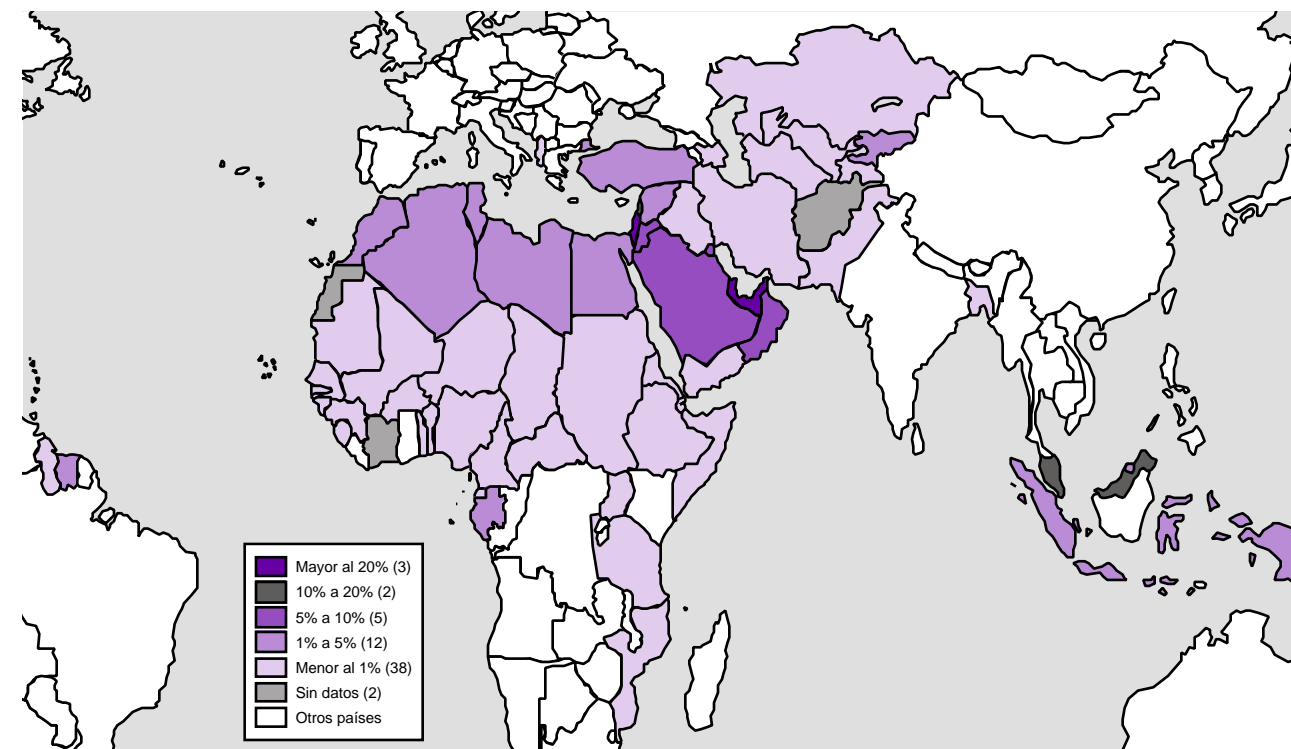 Mayor al 20% (3)
10% a 20% (2)
5% a 10% (5)
1% a 5% (12)
Menor al 1% (38)
Sin datos (2)
Otros países